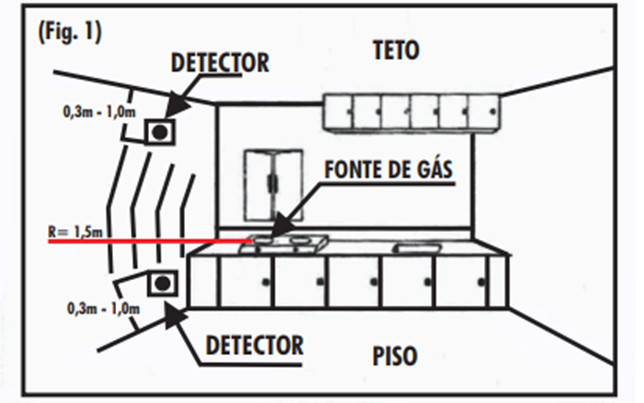 (Fig. 1)
TETO
DETECTOR
0,3m - 1,0m
FONTE DE GÁS
R= 1,5m
0,3m - 1,0m
DETECTOR
PISO